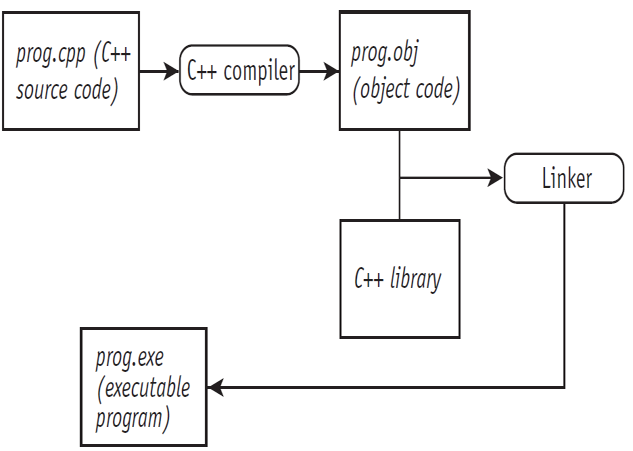 prog.cpp (C++
source code)
C++ compiler
prog.obj
(object code)
Linker
C++ library
prog.exe
(executable
program)